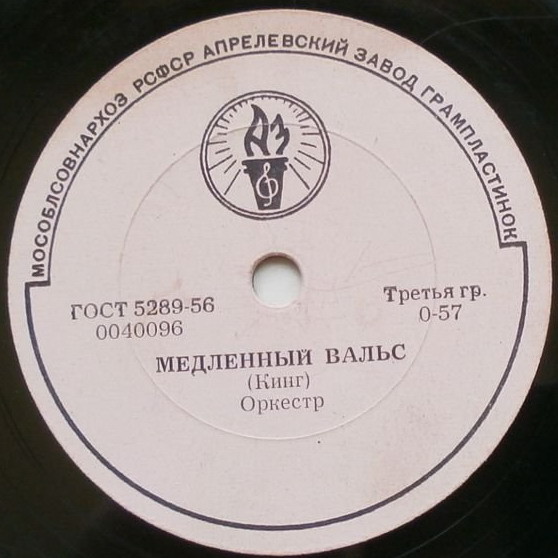 МОСОБЛСОВНАРХОЗ РСФСР АПРЕЛЕВСКИЙ ЗАВОД ГРАМПЛАСТИНОК
АЗ
ГОСТ 5289-56
0040096
Третья гр.
0-57
МЕДЛЕННЫЙ ВАЛЬС
(Кинг)
Оркестр